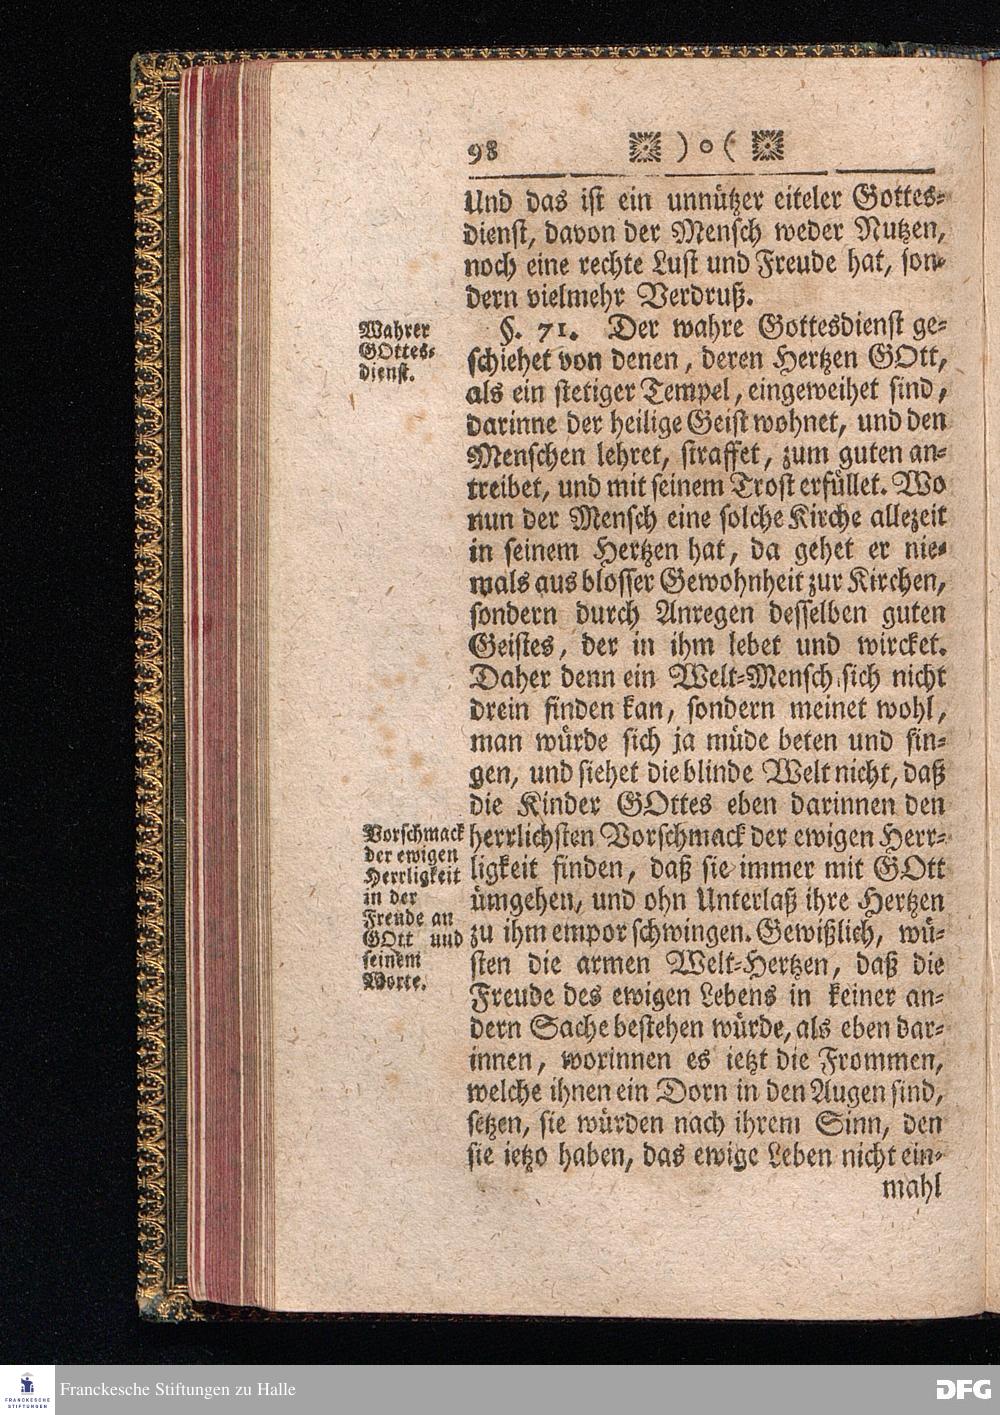 98 ) o (
Und das ist ein unnützer eiteler Gottes-
dienst, davon der Mensch weder Nutzen,
noch eine rechte Lust und Freude hat, son-
dern vielmehr Verdruß.
Wahrer
GOttes-
dienst.
§. 71. Der wahre Gottesdienst ge-
schiehet von denen, deren Hertzen GOtt,
als ein stetiger Tempel, eingeweihet sind,
darinne der heilige Geist wohnet, und den
Menschen lehret, straffet, zum guten an-
treibet, und mit seinem Trost erfüllet. Wo
nun der Mensch eine solche Kirche allezeit
in seinem Hertzen hat, da gehet er nie-
mals aus blosser Gewohnheit zur Kirchen,
sondern durch Anregen desselben guten
Geistes, der in ihm lebet und wircket.
Daher denn ein Welt-Mensch sich nicht
drein finden kan, sondern meinet wohl,
man würde sich ja müde beten und sin-
gen, und siehet die blinde Welt nicht, daß
die Kinder GOttes eben darinnen den
Vorschmack
der ewigen
Herrligkeit
in der
Freude an
GOtt und
seinem
Worte.
herrlichsten Vorschmack der ewigen Herr-
ligkeit finden, daß sie immer mit GOtt
ümgehen, und ohn Unterlaß ihre Hertzen
zu ihm empor schwingen. Gewißlich, wü-
sten die armen Welt-Hertzen, daß die
Freude des ewigen Lebens in keiner an-
dern Sache bestehen würde, als eben dar-
innen, worinnen es ietzt die Frommen,
welche ihnen ein Dorn in den Augen sind,
setzen, sie würden nach ihrem Sinn, den
sie ietzo haben, das ewige Leben nicht ein-
mahl
FRANCKESCHE
STIFTUNGEN
Franckesche Stiftungen zu Halle
DFG